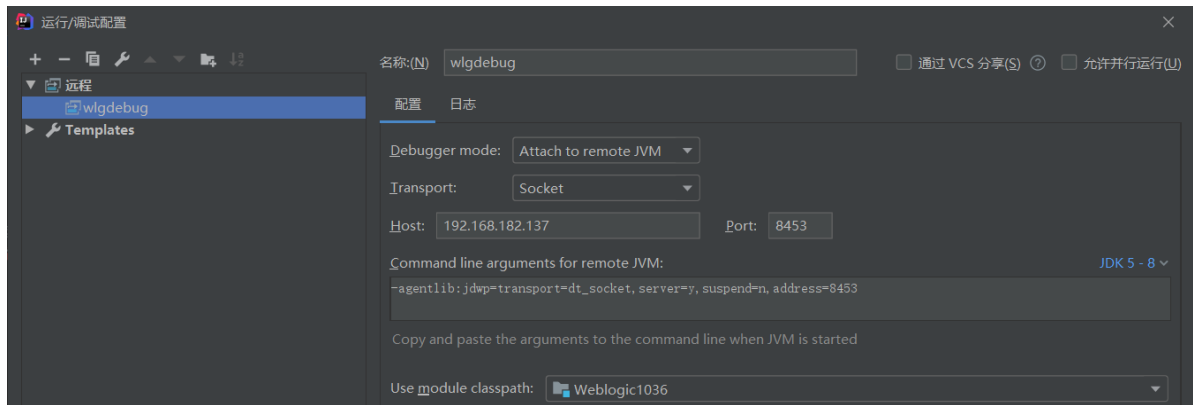 运行/调试配置
名称:(N) wlgdebug 通过 VCS 分享(S) 允许并行运行(U)
远程
wlgdebug
Templates
配置 日志
Debugger mode: Attach to remote JVM
Transport: Socket
Host: 192.168.182.137 Port: 8453
Command line arguments for remote JVM: JDK 5 - 8
-agentlib:jdwp=transport=dt_socket,server=y,suspend=n,address=8453
Copy and paste the arguments to the command line when JVM is started
Use module classpath: Weblogic1036